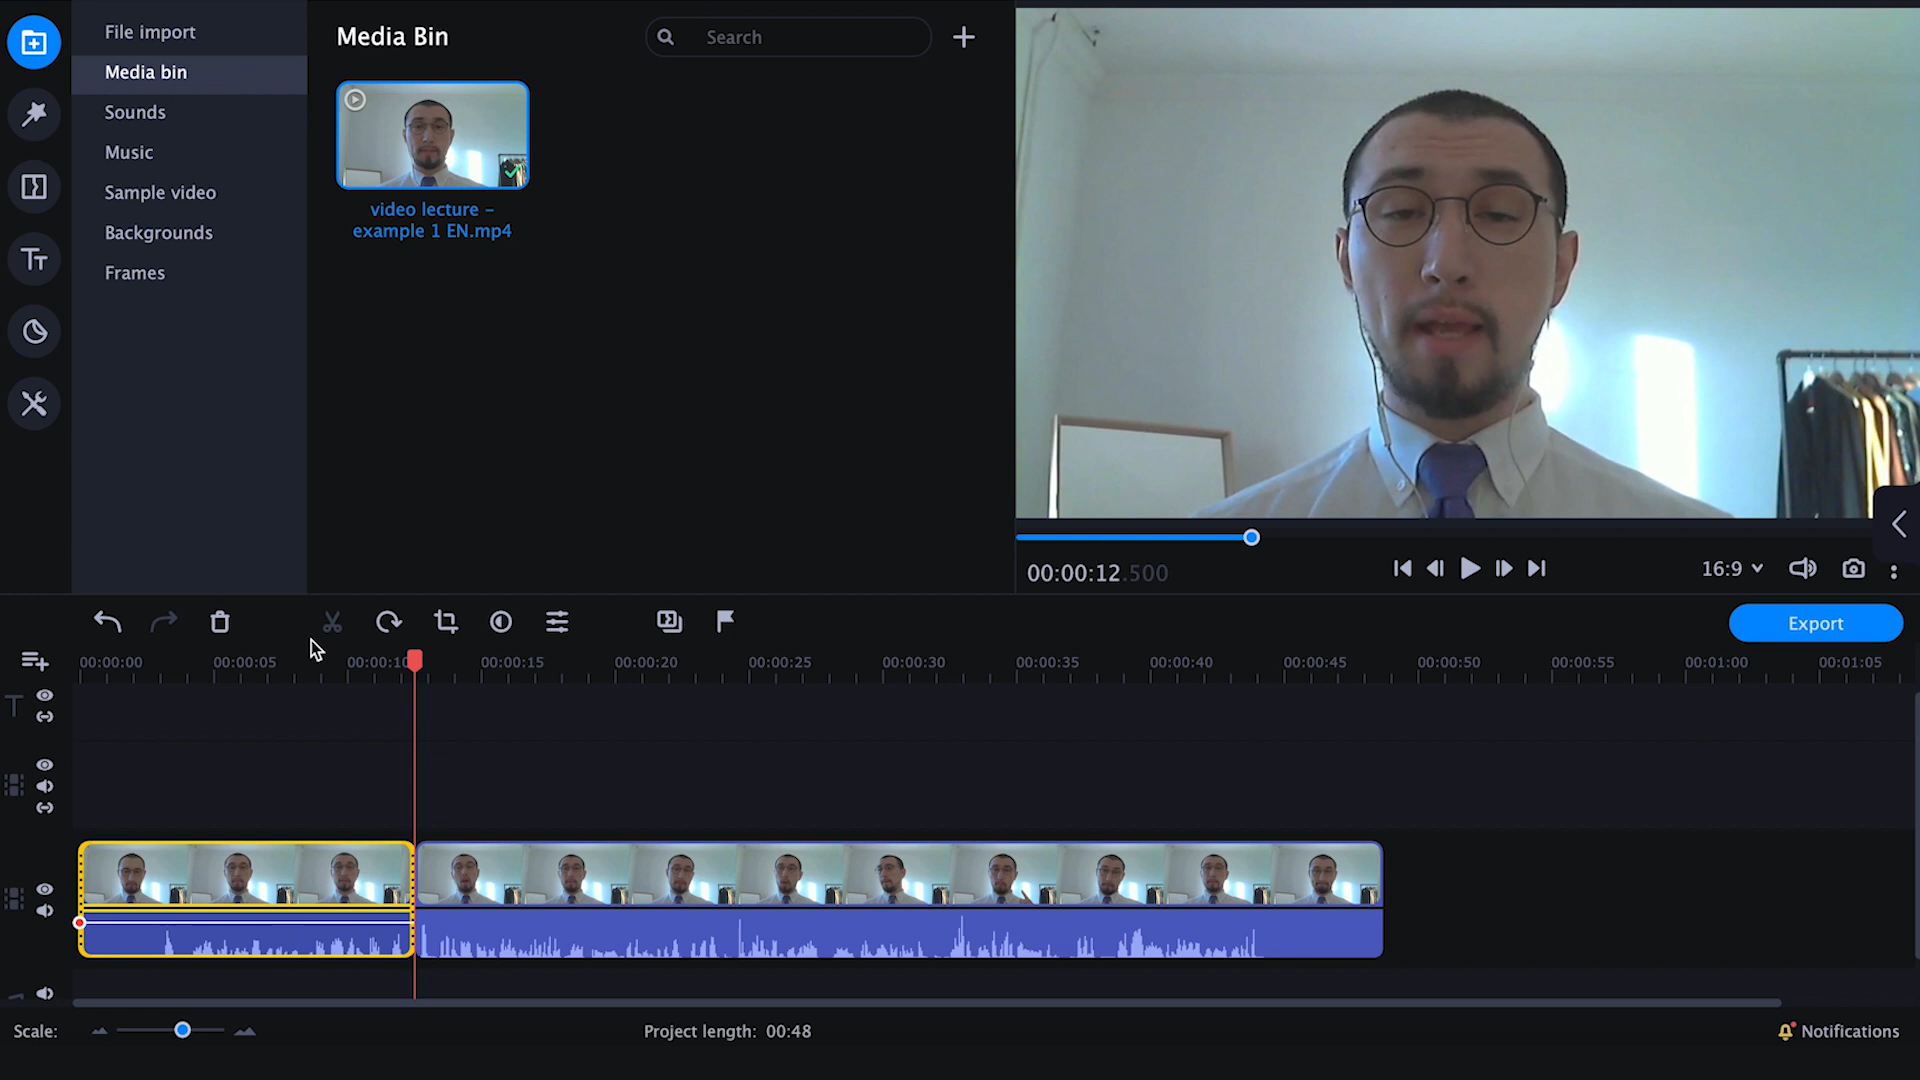 File import
Media bin
Sounds
Music
Sample video
Backgrounds
Frames
Media Bin
Search
video lecture –
example 1 EN.mp4
00:00:12.500
16:9
Export
00:00:00 00:00:05 00:00:10 00:00:15 00:00:20 00:00:25 00:00:30 00:00:35 00:00:40 00:00:45 00:00:50 00:00:55 00:01:00 00:01:05
Scale:
Project length: 00:48
Notifications